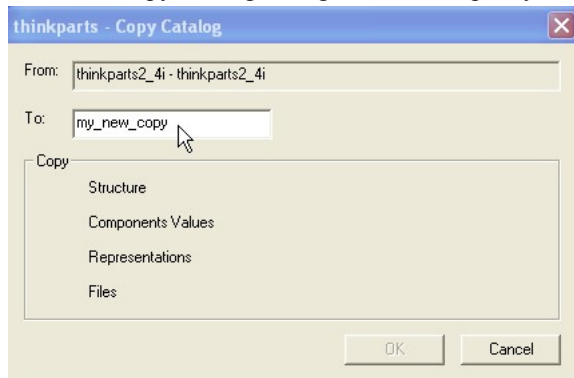 thinkparts - Copy Catalog
From: thinkparts2_4i - thinkparts2_4i
To: my_new_copy
Copy
Structure
Components Values
Representations
Files
OK Cancel